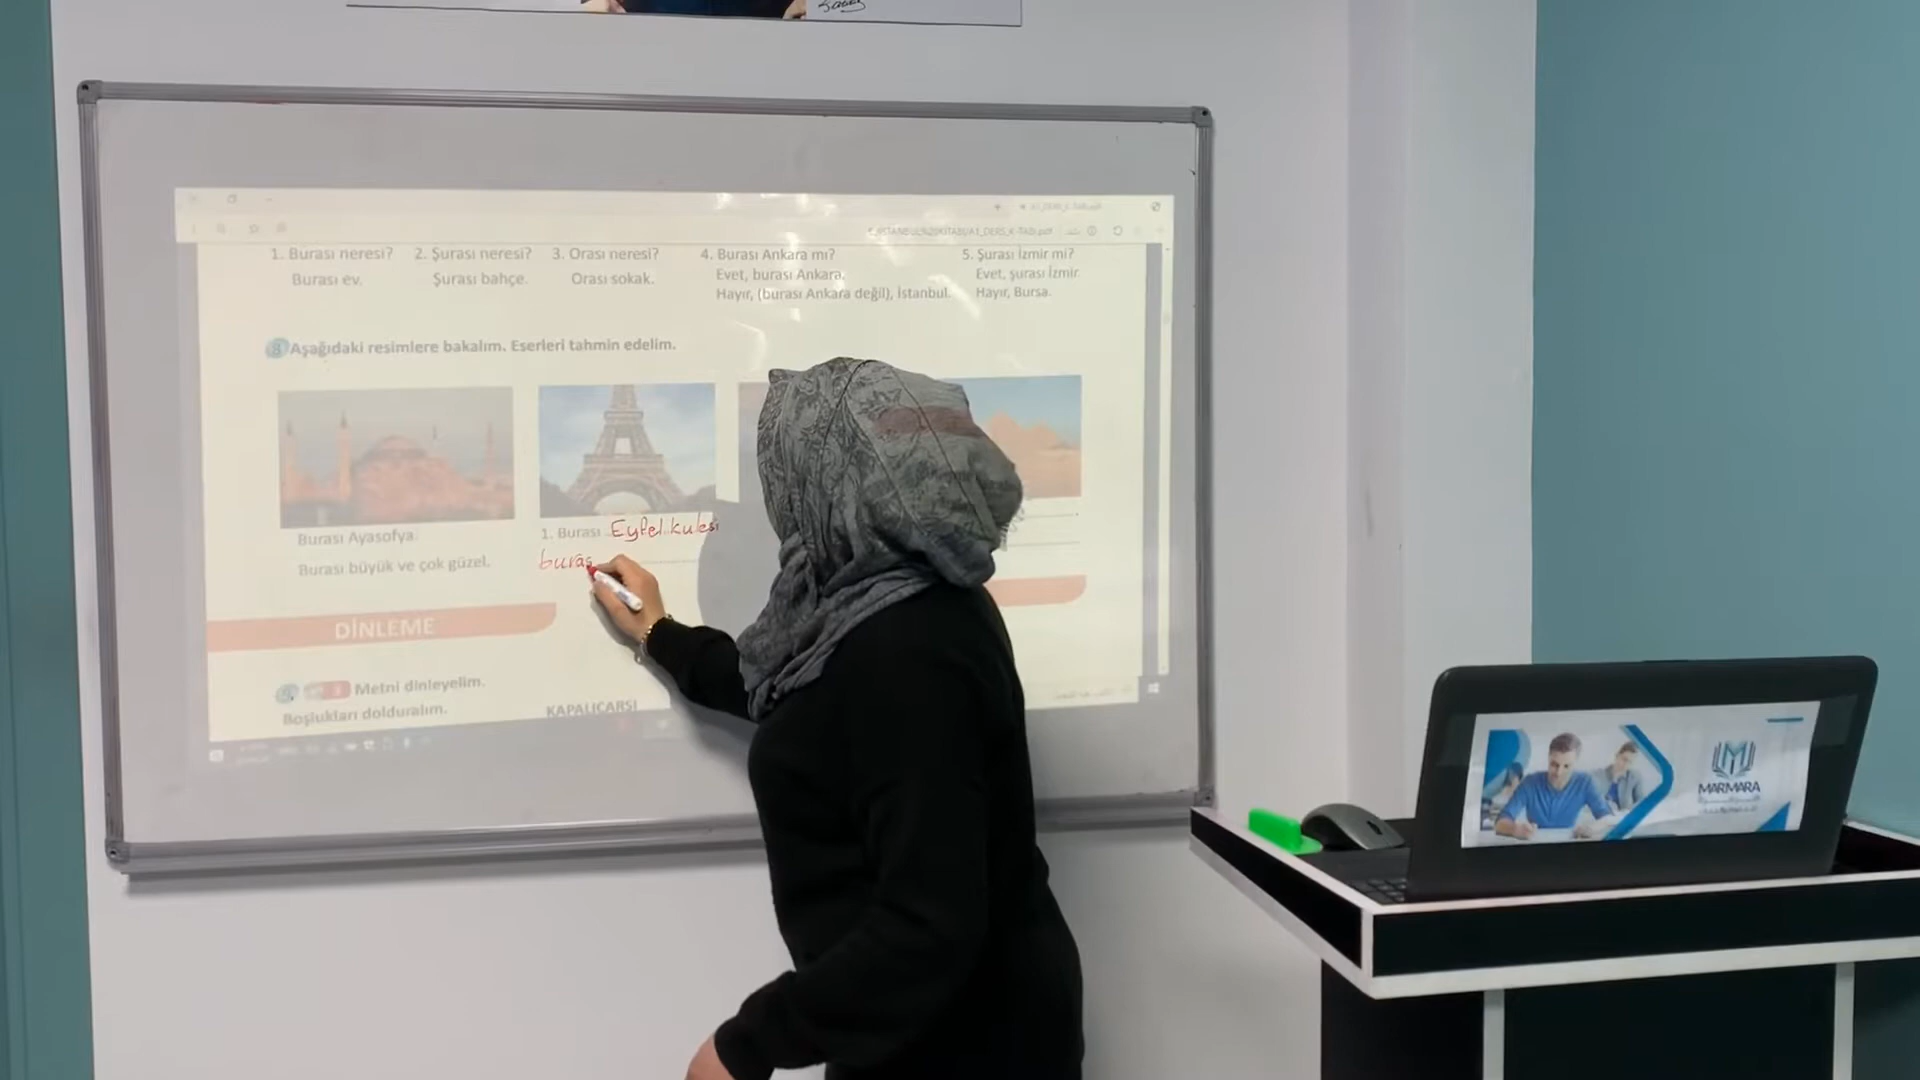 1. Burası neresi?
Burası ev.
2. Şurası neresi?
Şurası bahçe.
3. Orası neresi?
Orası sokak.
4. Burası Ankara mı?
Evet, burası Ankara.
Hayır, (burası Ankara değil), İstanbul.
5. Şurası İzmir mi?
Evet, şurası İzmir.
Hayır, Bursa.
8 Aşağıdaki resimlere bakalım. Eserleri tahmin edelim.
Burası Ayasofya.
Burası büyük ve çok güzel.
1. Burası Eyfel kulesi
buras
DİNLEME
Metni dinleyelim.
Boşlukları dolduralım.
KAPALIÇARŞI
MARMARA